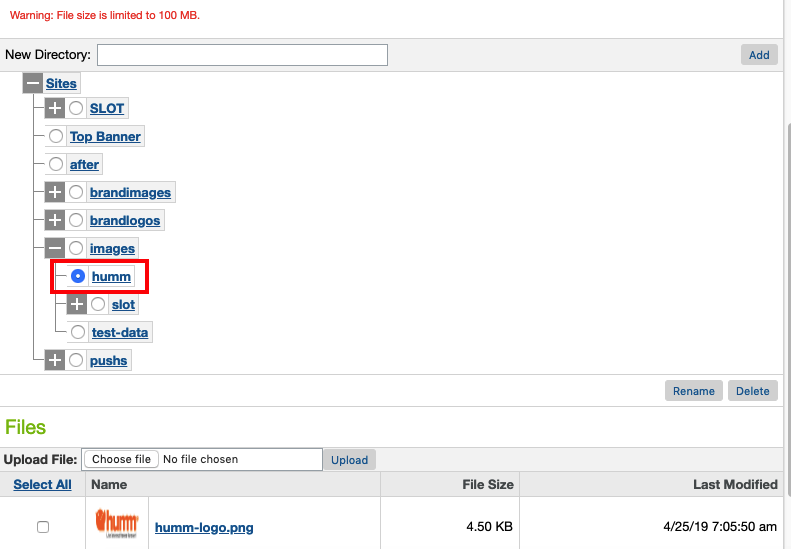 Warning: File size is limited to 100 MB.
New Directory: Add
Sites
SLOT
Top Banner
after
brandimages
brandlogos
images
humm
slot
test-data
pushs
Rename Delete
Files
Upload File: Choose file No file chosen Upload
Select All Name File Size Last Modified
humm humm-logo.png 4.50 KB 4/25/19 7:05:50 am